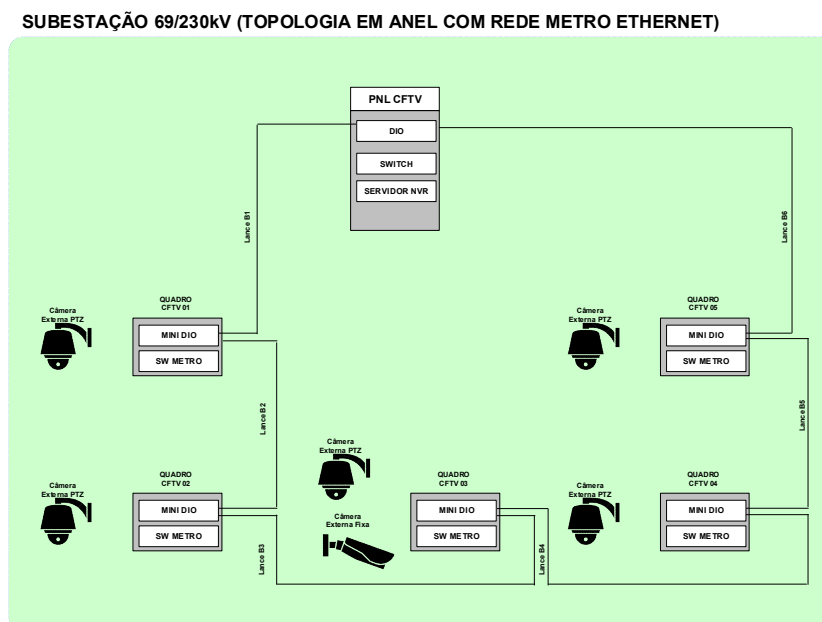 SUBESTAÇÃO 69/230kV (TOPOLOGIA EM ANEL COM REDE METRO ETHERNET)
PNL CFTV
DIO
SWITCH
SERVIDOR NVR
Lance B1
Lance B6
Câmera
Externa PTZ
QUADRO
CFTV 01
MINI DIO
SW METRO
Câmera
Externa PTZ
QUADRO
CFTV 05
MINI DIO
SW METRO
Lance B2
Lance B5
Câmera
Externa PTZ
QUADRO
CFTV 02
MINI DIO
SW METRO
Câmera
Externa PTZ
Câmera
Externa Fixa
QUADRO
CFTV 03
MINI DIO
SW METRO
Câmera
Externa PTZ
QUADRO
CFTV 04
MINI DIO
SW METRO
Lance B3
Lance B4